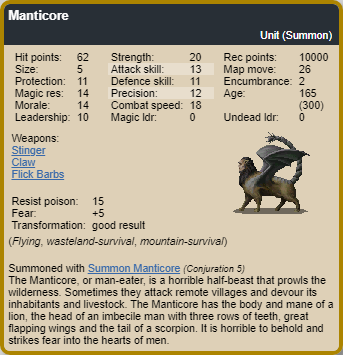 Manticore
Unit (Summon)
Hit points: 62 Strength: 20 Rec points: 10000
Size: 5 Attack skill: 13 Map move: 26
Protection: 11 Defence skill: 11 Encumbrance: 2
Magic res: 14 Precision: 12 Age: 165
Morale: 14 Combat speed: 18 (300)
Leadership: 10 Magic ldr: 0 Undead ldr: 0
Weapons:
Stinger
Claw
Flick Barbs
Resist poison: 15
Fear: +5
Transformation: good result
(Flying, wasteland-survival, mountain-survival)
Summoned with Summon Manticore (Conjuration 5)
The Manticore, or man-eater, is a horrible half-beast that prowls the
wilderness. Sometimes they attack remote villages and devour its
inhabitants and livestock. The Manticore has the body and mane of a
lion, the head of an imbecile man with three rows of teeth, great
flapping wings and the tail of a scorpion. It is horrible to behold and
strikes fear into the hearts of men.